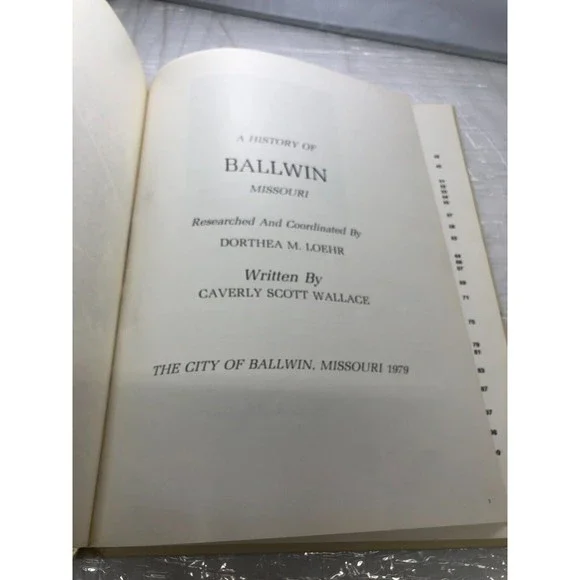 A HISTORY OF
BALLWIN
MISSOURI
Researched And Coordinated By
DORTHEA M. LOEHR
Written By
CAVERLY SCOTT WALLACE
THE CITY OF BALLWIN, MISSOURI 1979